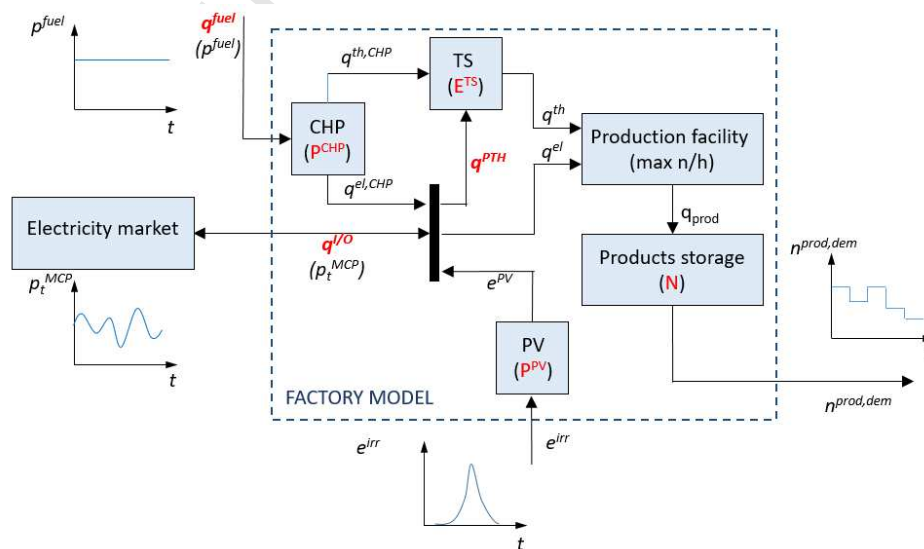 p^fuel
t
q^fuel
(p^fuel)
q^th,CHP
TS
(E^TS)
CHP
(P^CHP)
q^th
q^el
q^PTH
Production facility
(max n/h)
q^el,CHP
q_prod
Electricity market
q^I/O
(p_t^MCP)
Products storage
(N)
n^prod,dem
t
p_t^MCP
t
e^PV
PV
(P^PV)
FACTORY MODEL
n^prod,dem
e^irr
e^irr
t